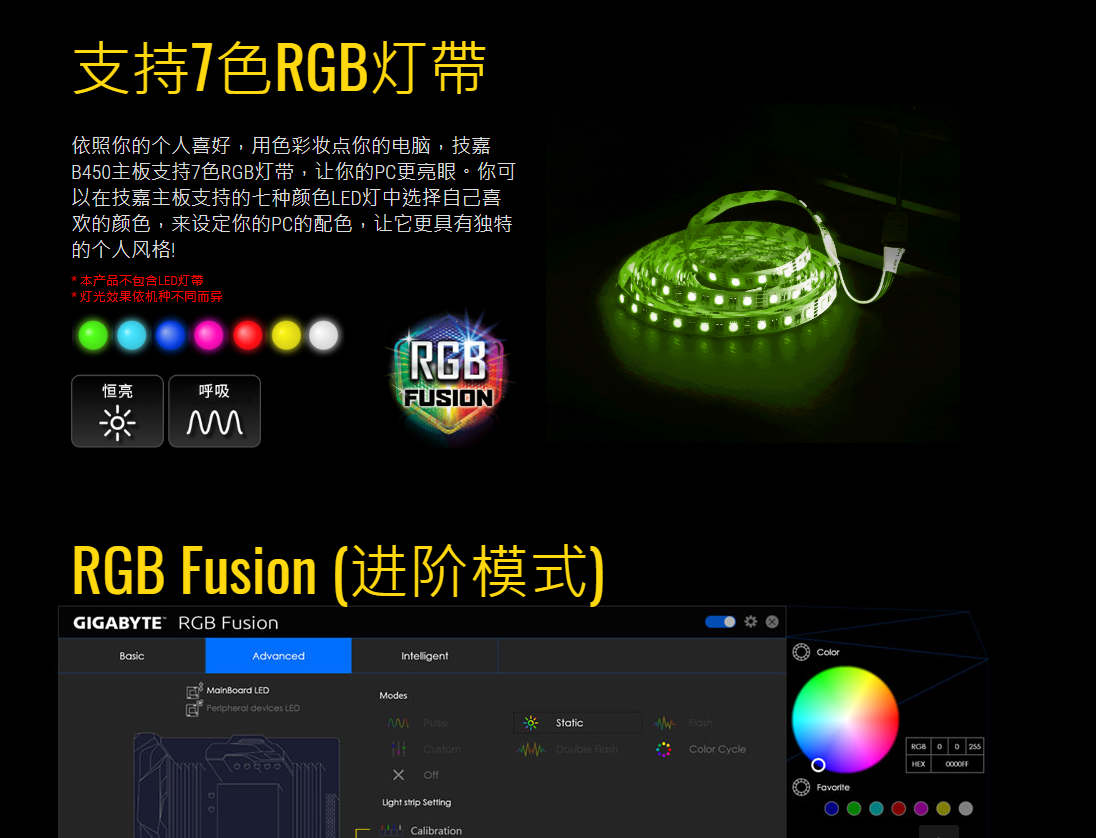 支持7色RGB灯帶
依照你的个人喜好，用色彩妆点你的电脑，技嘉
B450主板支持7色RGB灯带，让你的PC更亮眼。你可
以在技嘉主板支持的七种颜色LED灯中选择自己喜
欢的颜色，来设定你的PC的配色，让它更具有独特
的个人风格!
* 本产品不包含LED灯帶
* 灯光效果依机种不同而异
恒亮
呼吸
RGB
FUSION
RGB Fusion (进阶模式)
GIGABYTE™ RGB Fusion
Basic
Advanced
Intelligent
MainBoard LED
Peripheral devices LED
Modes
Pulse
Static
Flash
Custom
Double Flash
Color Cycle
Off
Light strip Setting
Calibration
Color
RGB 0 0 255
HEX 0000FF
Favorite